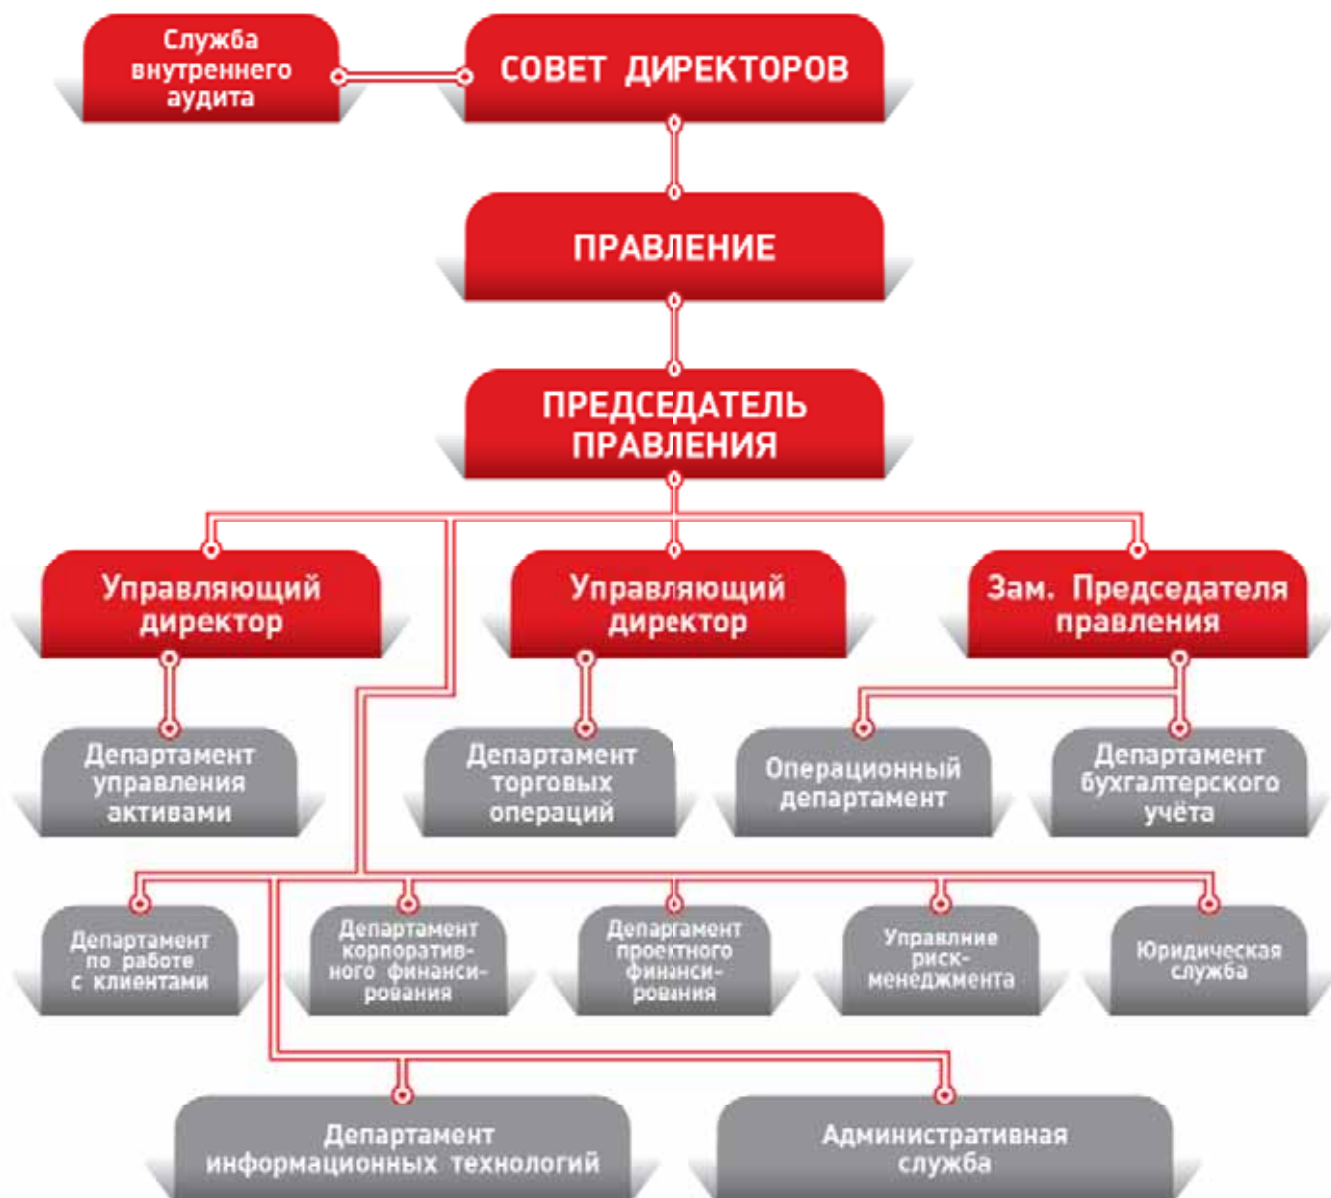 Служба
внутреннего
аудита
СОВЕТ ДИРЕКТОРОВ
ПРАВЛЕНИЕ
ПРЕДСЕДАТЕЛЬ
ПРАВЛЕНИЯ
Управляющий
директор
Управляющий
директор
Зам. Председателя
правления
Департамент
управления
активами
Департамент
торговых
операций
Операционный
департамент
Департамент
бухгалтерского
учёта
Департамент
по работе
с клиентами
Департамент
корпоратив-
ного финанси-
рования
Департамент
проектного
финанси-
рования
Управлние
риск-
менеджмента
Юридическая
служба
Департамент
информационных технологий
Административная
служба